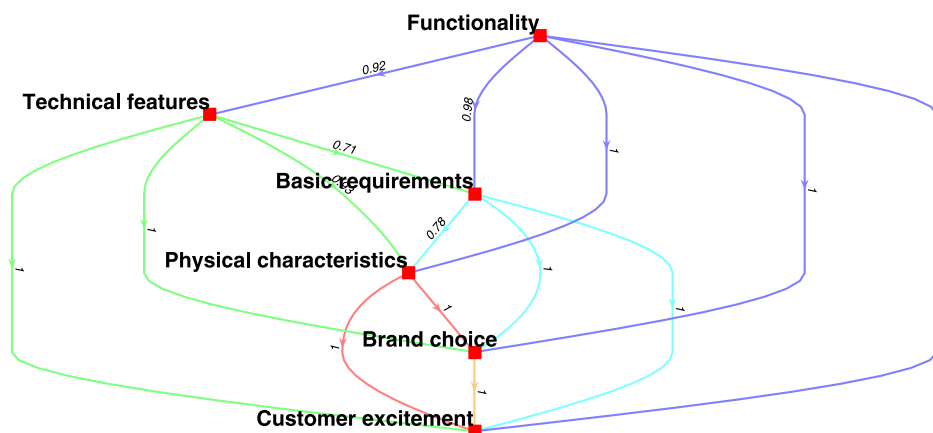 Functionality
0.92
Technical features
0.98
0.71
1
Basic requirements
1
0.78
1
Physical characteristics
1
1
1
1
Brand choice
1
1
Customer excitement